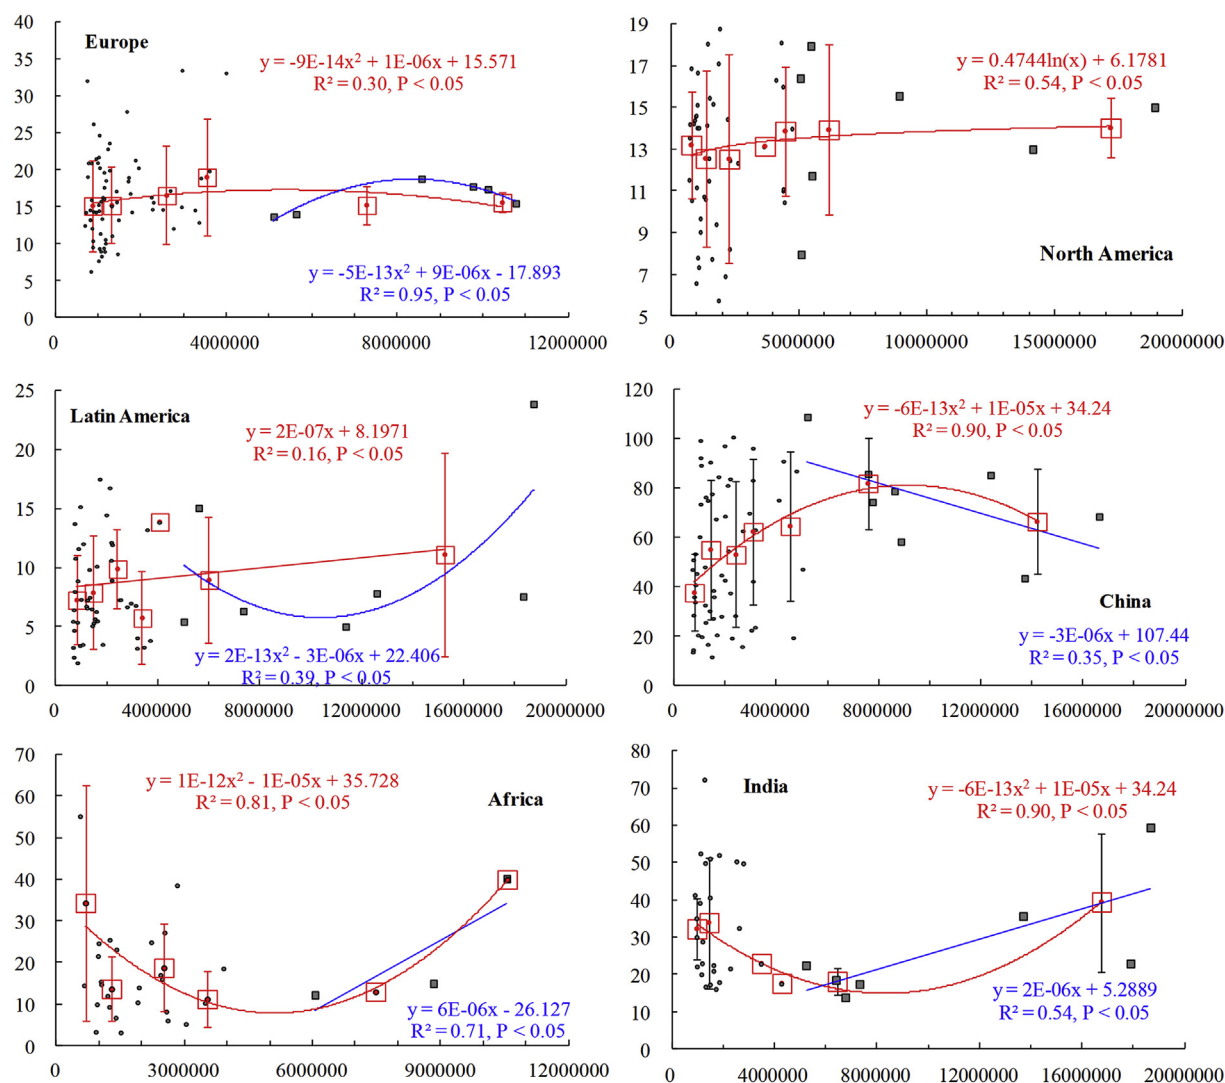 40
35
30
25
20
15
10
5
0
Europe
y = -9E-14x² + 1E-06x + 15.571
R² = 0.30, P < 0.05
y = -5E-13x² + 9E-06x - 17.893
R² = 0.95, P < 0.05
0 4000000 8000000 12000000
19
17
15
13
11
9
7
5
y = 0.4744ln(x) + 6.1781
R² = 0.54, P < 0.05
North America
0 5000000 10000000 15000000 20000000
25
20
15
10
5
0
Latin America
y = 2E-07x + 8.1971
R² = 0.16, P < 0.05
y = 2E-13x² - 3E-06x + 22.406
R² = 0.39, P < 0.05
0 4000000 8000000 12000000 16000000 20000000
120
100
80
60
40
20
0
y = -6E-13x² + 1E-05x + 34.24
R² = 0.90, P < 0.05
China
y = -3E-06x + 107.44
R² = 0.35, P < 0.05
0 4000000 8000000 12000000 16000000 20000000
70
60
50
40
30
20
10
0
y = 1E-12x² - 1E-05x + 35.728
R² = 0.81, P < 0.05
Africa
y = 6E-06x - 26.127
R² = 0.71, P < 0.05
0 3000000 6000000 9000000 12000000
80
70
60
50
40
30
20
10
0
India
y = -6E-13x² + 1E-05x + 34.24
R² = 0.90, P < 0.05
y = 2E-06x + 5.2889
R² = 0.54, P < 0.05
0 4000000 8000000 12000000 16000000 20000000